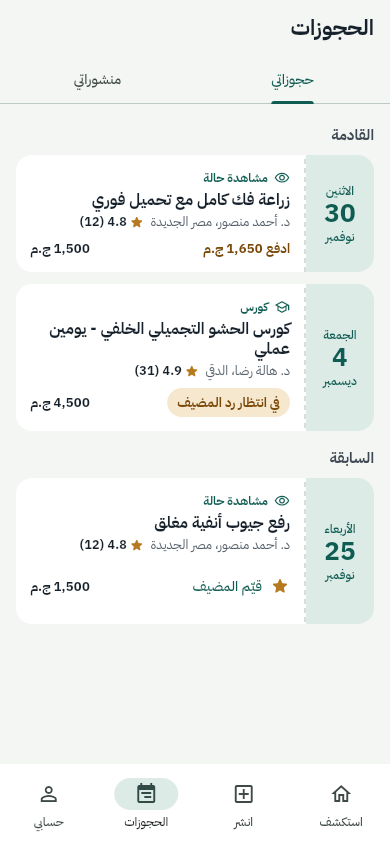 الحجوزات
حجوزاتي
منشوراتي
القادمة
الاثنين
30
نوفمبر
مشاهدة حالة
زراعة فك كامل مع تحميل فوري
د. أحمد منصور، مصر الجديدة 4.8 (12)
ادفع 1,650 ج.م
1,500 ج.م
الجمعة
4
ديسمبر
كورس
كورس الحشو التجميلي الخلفي - يومين
عملي
د. هالة رضا، الدقي 4.9 (31)
في انتظار رد المضيف
4,500 ج.م
السابقة
الأربعاء
25
نوفمبر
مشاهدة حالة
رفع جيوب أنفية مغلق
د. أحمد منصور، مصر الجديدة 4.8 (12)
قيّم المضيف
1,500 ج.م
استكشف
انشر
الحجوزات
حسابي